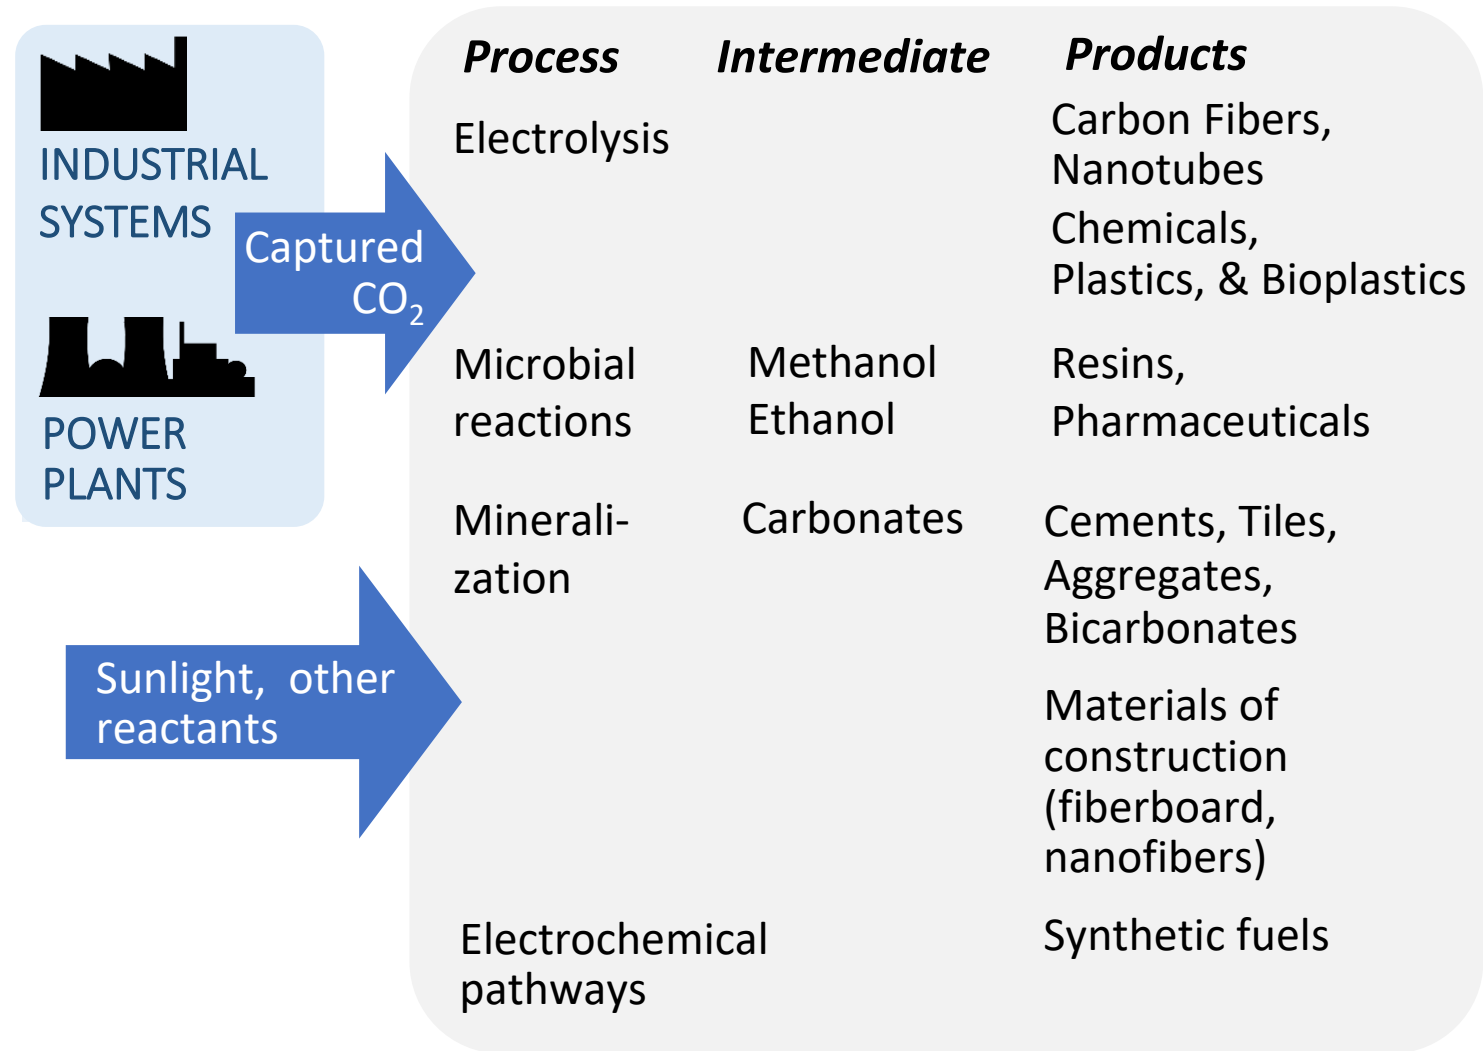 INDUSTRIAL
SYSTEMS
POWER
PLANTS
Captured
CO₂
Sunlight, other
reactants
Process Intermediate Products
Electrolysis
Carbon Fibers,
Nanotubes
Chemicals,
Plastics, & Bioplastics
Microbial Methanol Resins,
reactions Ethanol Pharmaceuticals
Minerali- Carbonates Cements, Tiles,
zation Aggregates,
Bicarbonates
Materials of
construction
(fiberboard,
nanofibers)
Electrochemical Synthetic fuels
pathways